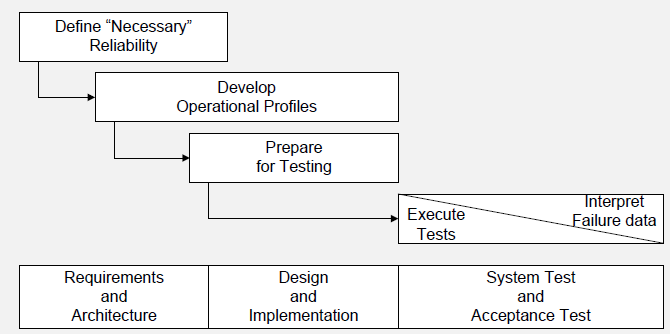 Define “Necessary”
Reliability
Develop
Operational Profiles
Prepare
for Testing
Execute
Tests
Interpret
Failure data
Requirements
and
Architecture
Design
and
Implementation
System Test
and
Acceptance Test